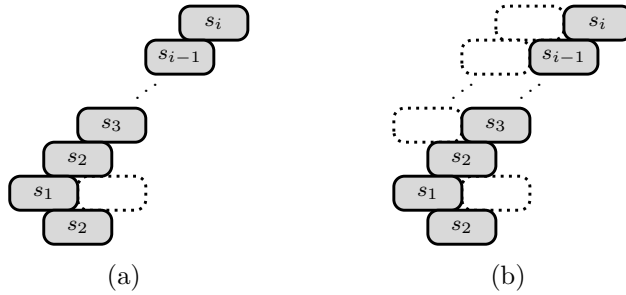 s_i s_i
s_{i−1} s_{i−1}
s_3 s_3
s_2 s_2
s_1 s_1
s_2 s_2
(a) (b)